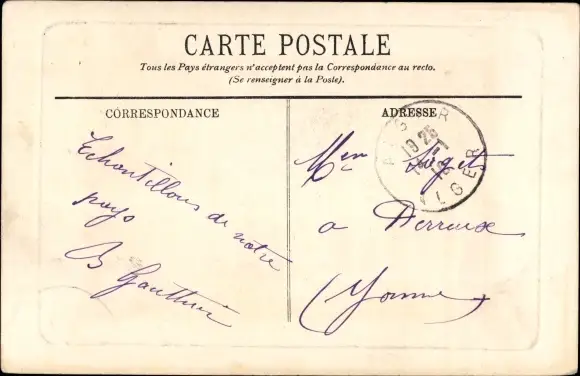 CARTE POSTALE
Tous les Pays étrangers n'acceptent pas la Correspondance au recto.
(Se renseigner à la Poste).
CORRESPONDANCE
ADRESSE
Echantillons de notre
pays
B Gauthier
a
(Yonne)
ALGER